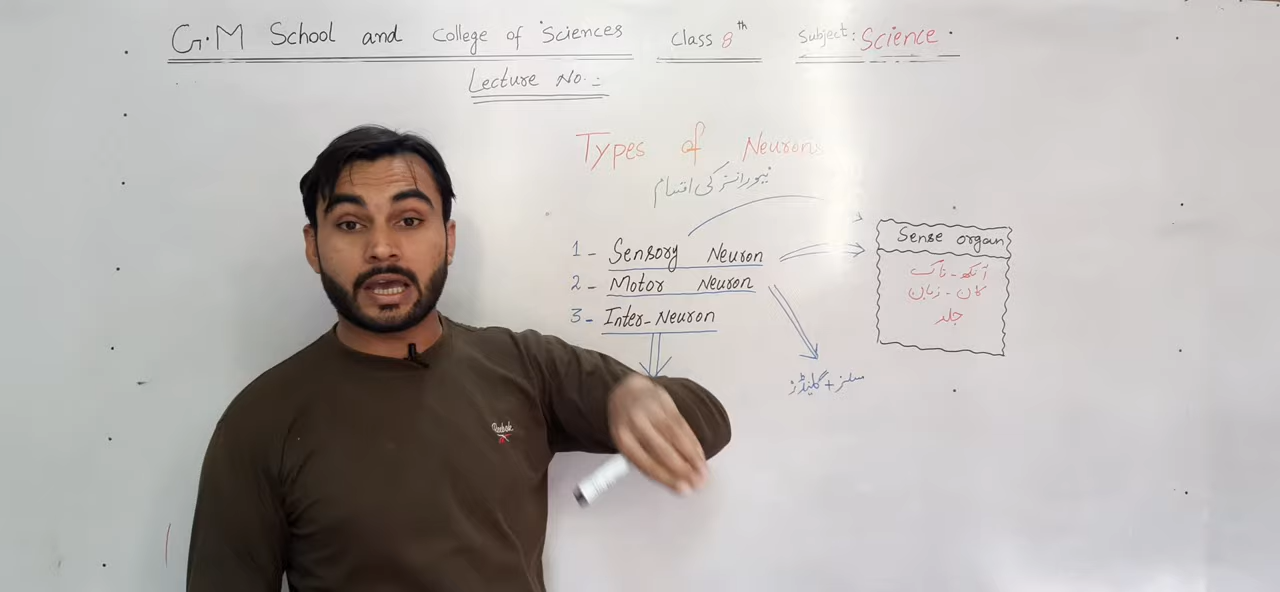 G.M School and College of Sciences Class 8th Subject: Science
Lecture No. :-
Types of Neurons
نیورانز کی اقسام
1- Sensory Neuron
2- Motor Neuron
3- Inter-Neuron
Sense organ
آنکھ - ناک
کان - زبان
جلد
مسلز + گلینڈز
Reebok